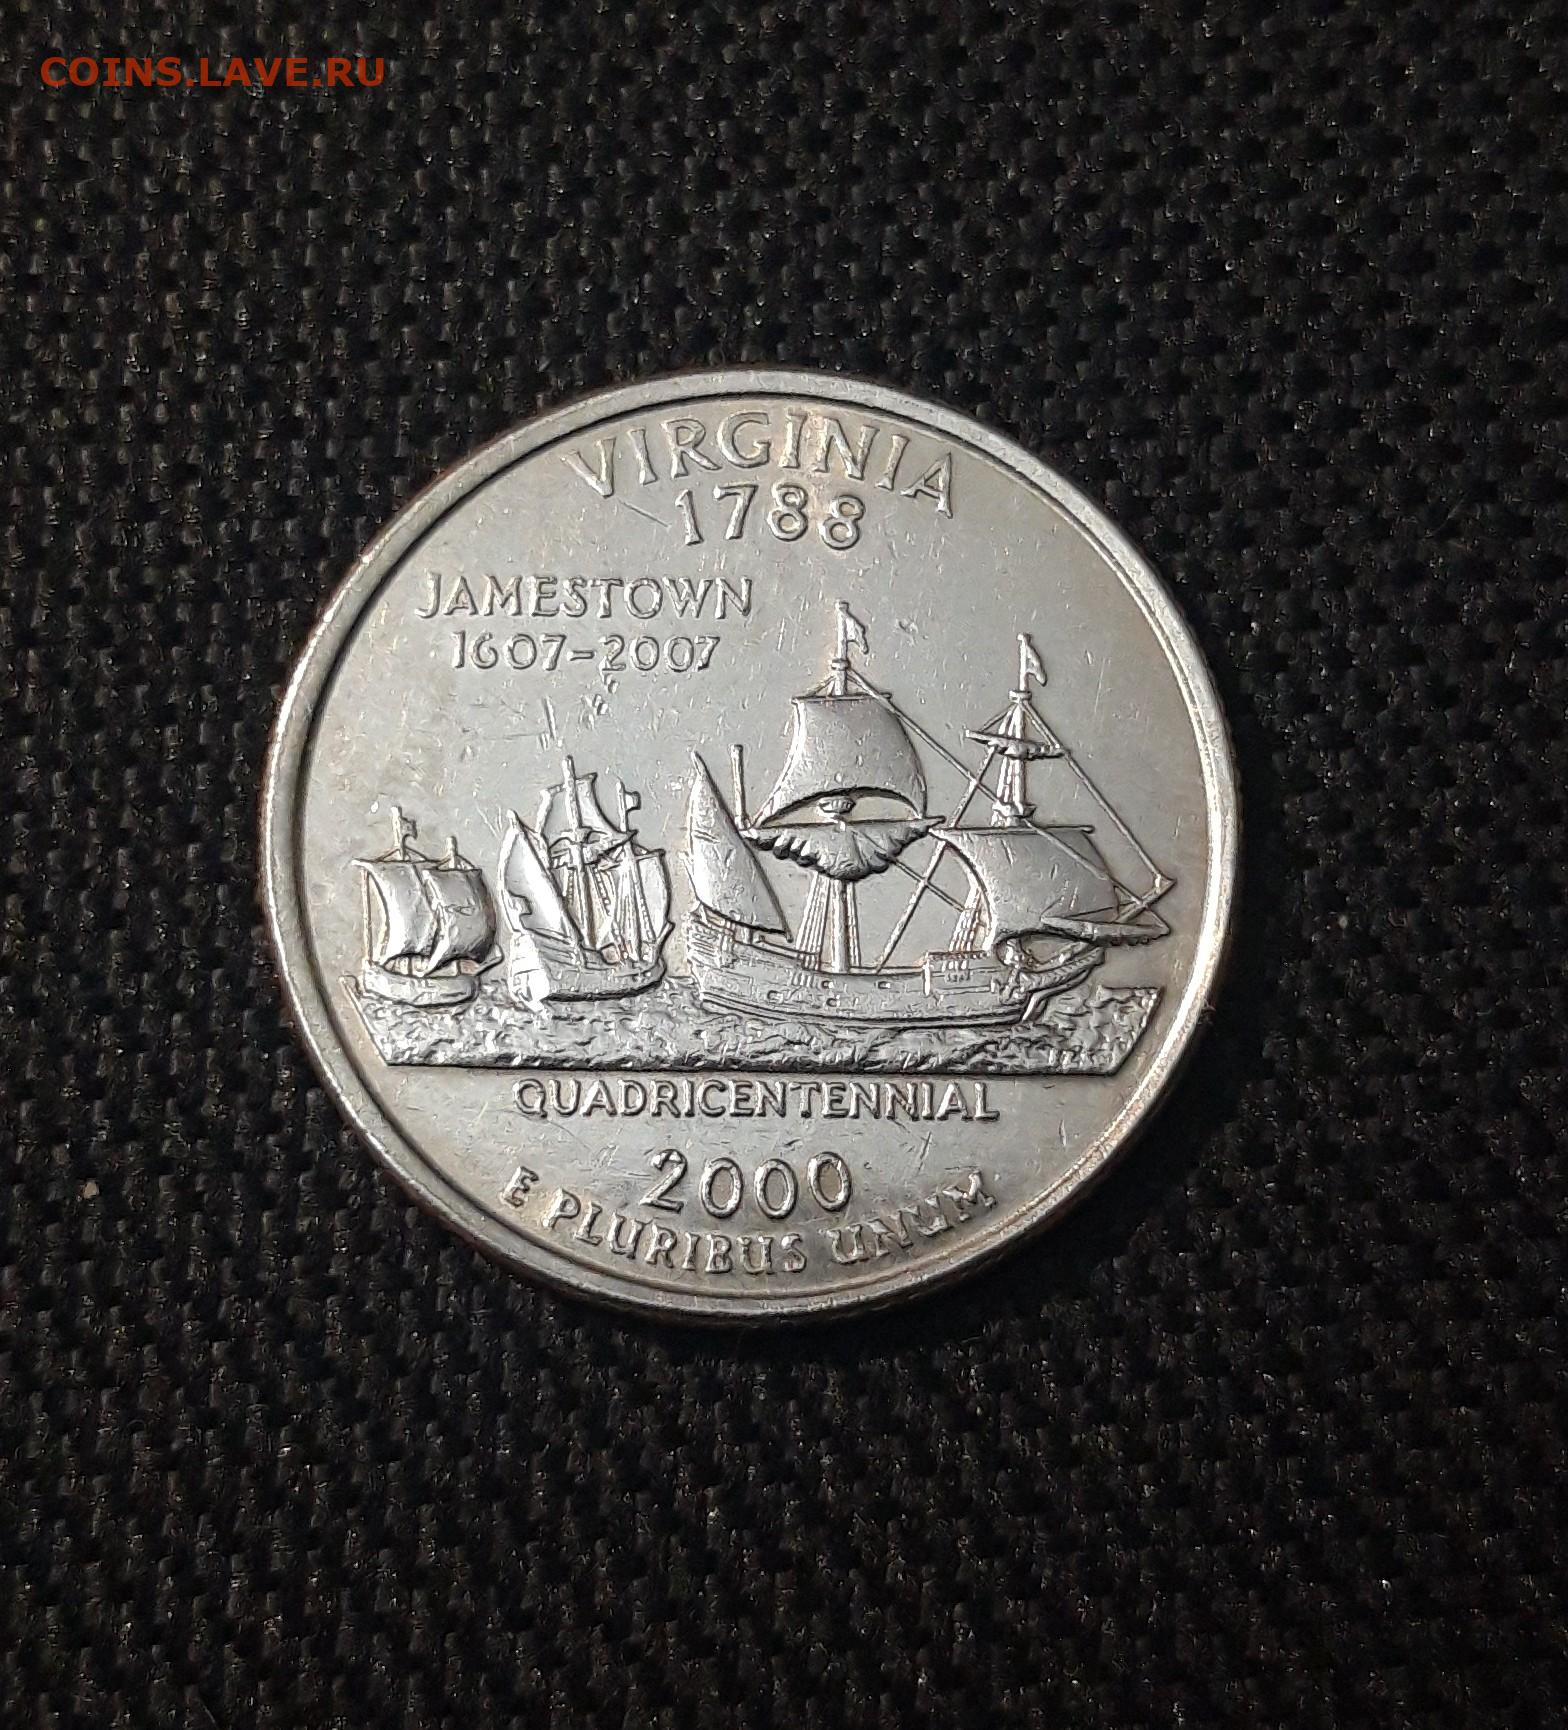 COINS.LAVE.RU
VIRGINIA
1788
JAMESTOWN
1607-2007
QUADRICENTENNIAL
2000
E PLURIBUS UNUM